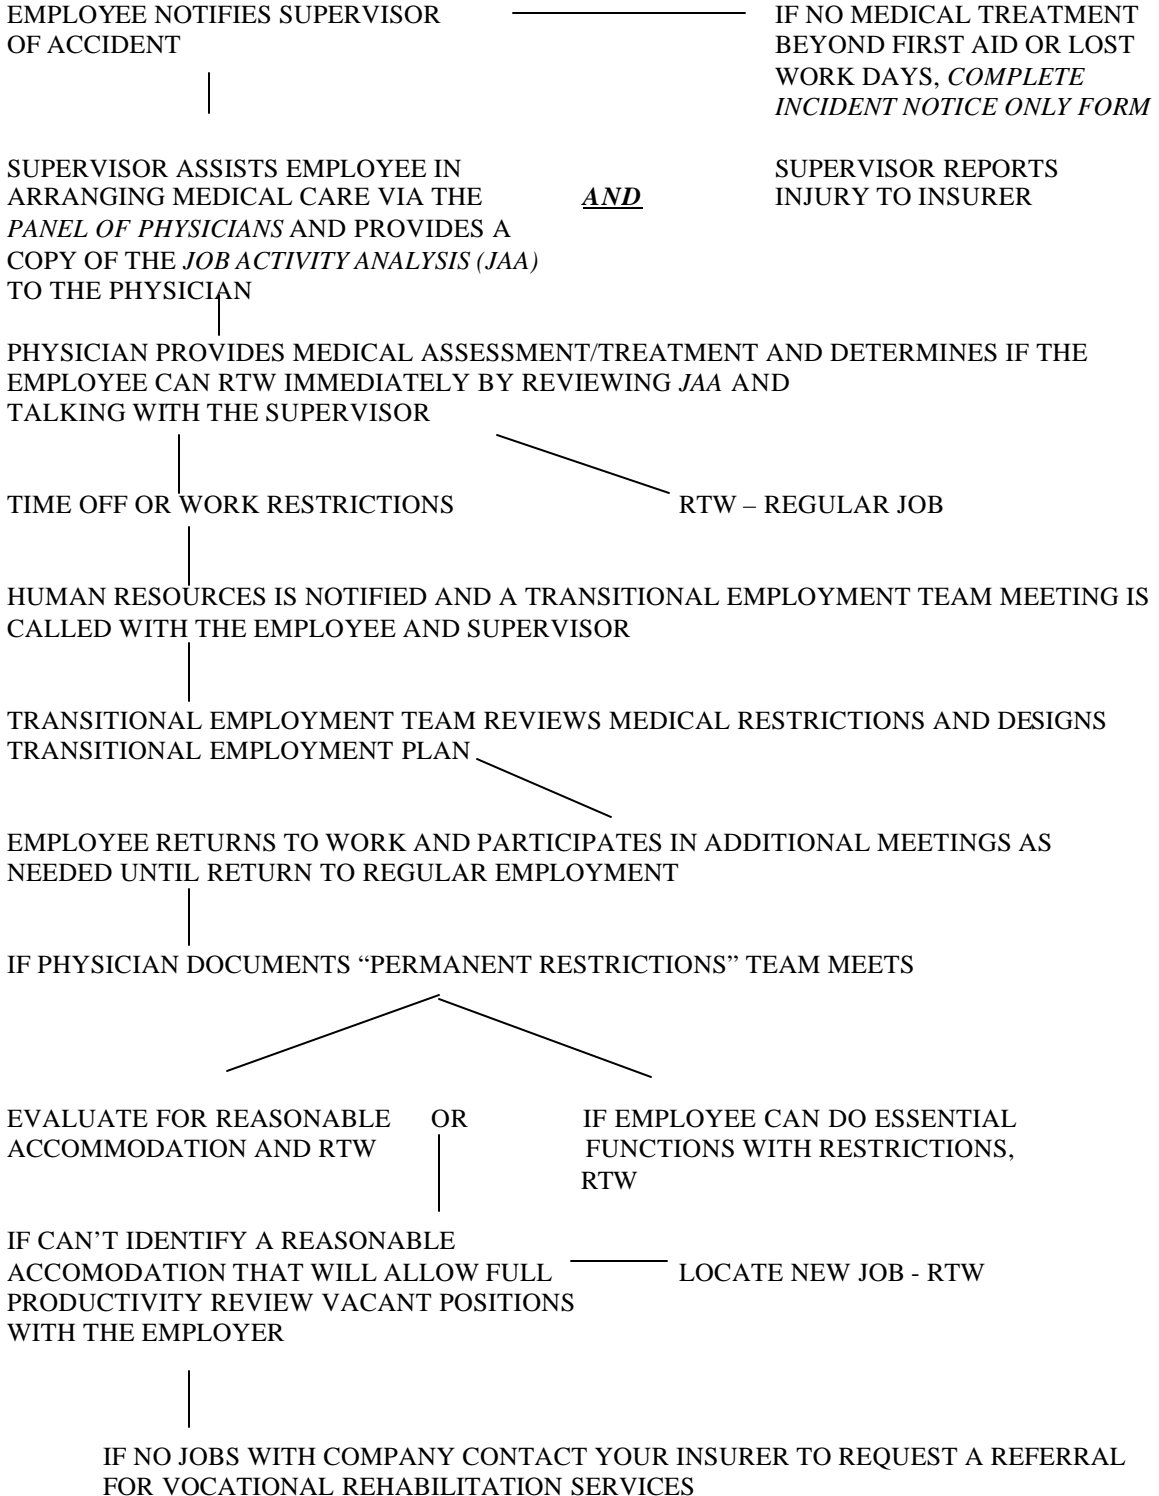 EMPLOYEE NOTIFIES SUPERVISOR
OF ACCIDENT
IF NO MEDICAL TREATMENT
BEYOND FIRST AID OR LOST
WORK DAYS, COMPLETE
INCIDENT NOTICE ONLY FORM
SUPERVISOR ASSISTS EMPLOYEE IN
ARRANGING MEDICAL CARE VIA THE
PANEL OF PHYSICIANS AND PROVIDES A
COPY OF THE JOB ACTIVITY ANALYSIS (JAA)
TO THE PHYSICIAN
AND
SUPERVISOR REPORTS
INJURY TO INSURER
PHYSICIAN PROVIDES MEDICAL ASSESSMENT/TREATMENT AND DETERMINES IF THE
EMPLOYEE CAN RTW IMMEDIATELY BY REVIEWING JAA AND
TALKING WITH THE SUPERVISOR
TIME OFF OR WORK RESTRICTIONS
RTW – REGULAR JOB
HUMAN RESOURCES IS NOTIFIED AND A TRANSITIONAL EMPLOYMENT TEAM MEETING IS
CALLED WITH THE EMPLOYEE AND SUPERVISOR
TRANSITIONAL EMPLOYMENT TEAM REVIEWS MEDICAL RESTRICTIONS AND DESIGNS
TRANSITIONAL EMPLOYMENT PLAN
EMPLOYEE RETURNS TO WORK AND PARTICIPATES IN ADDITIONAL MEETINGS AS
NEEDED UNTIL RETURN TO REGULAR EMPLOYMENT
IF PHYSICIAN DOCUMENTS “PERMANENT RESTRICTIONS” TEAM MEETS
EVALUATE FOR REASONABLE
ACCOMMODATION AND RTW
OR
IF EMPLOYEE CAN DO ESSENTIAL
FUNCTIONS WITH RESTRICTIONS,
RTW
IF CAN’T IDENTIFY A REASONABLE
ACCOMODATION THAT WILL ALLOW FULL
PRODUCTIVITY REVIEW VACANT POSITIONS
WITH THE EMPLOYER
LOCATE NEW JOB - RTW
IF NO JOBS WITH COMPANY CONTACT YOUR INSURER TO REQUEST A REFERRAL
FOR VOCATIONAL REHABILITATION SERVICES